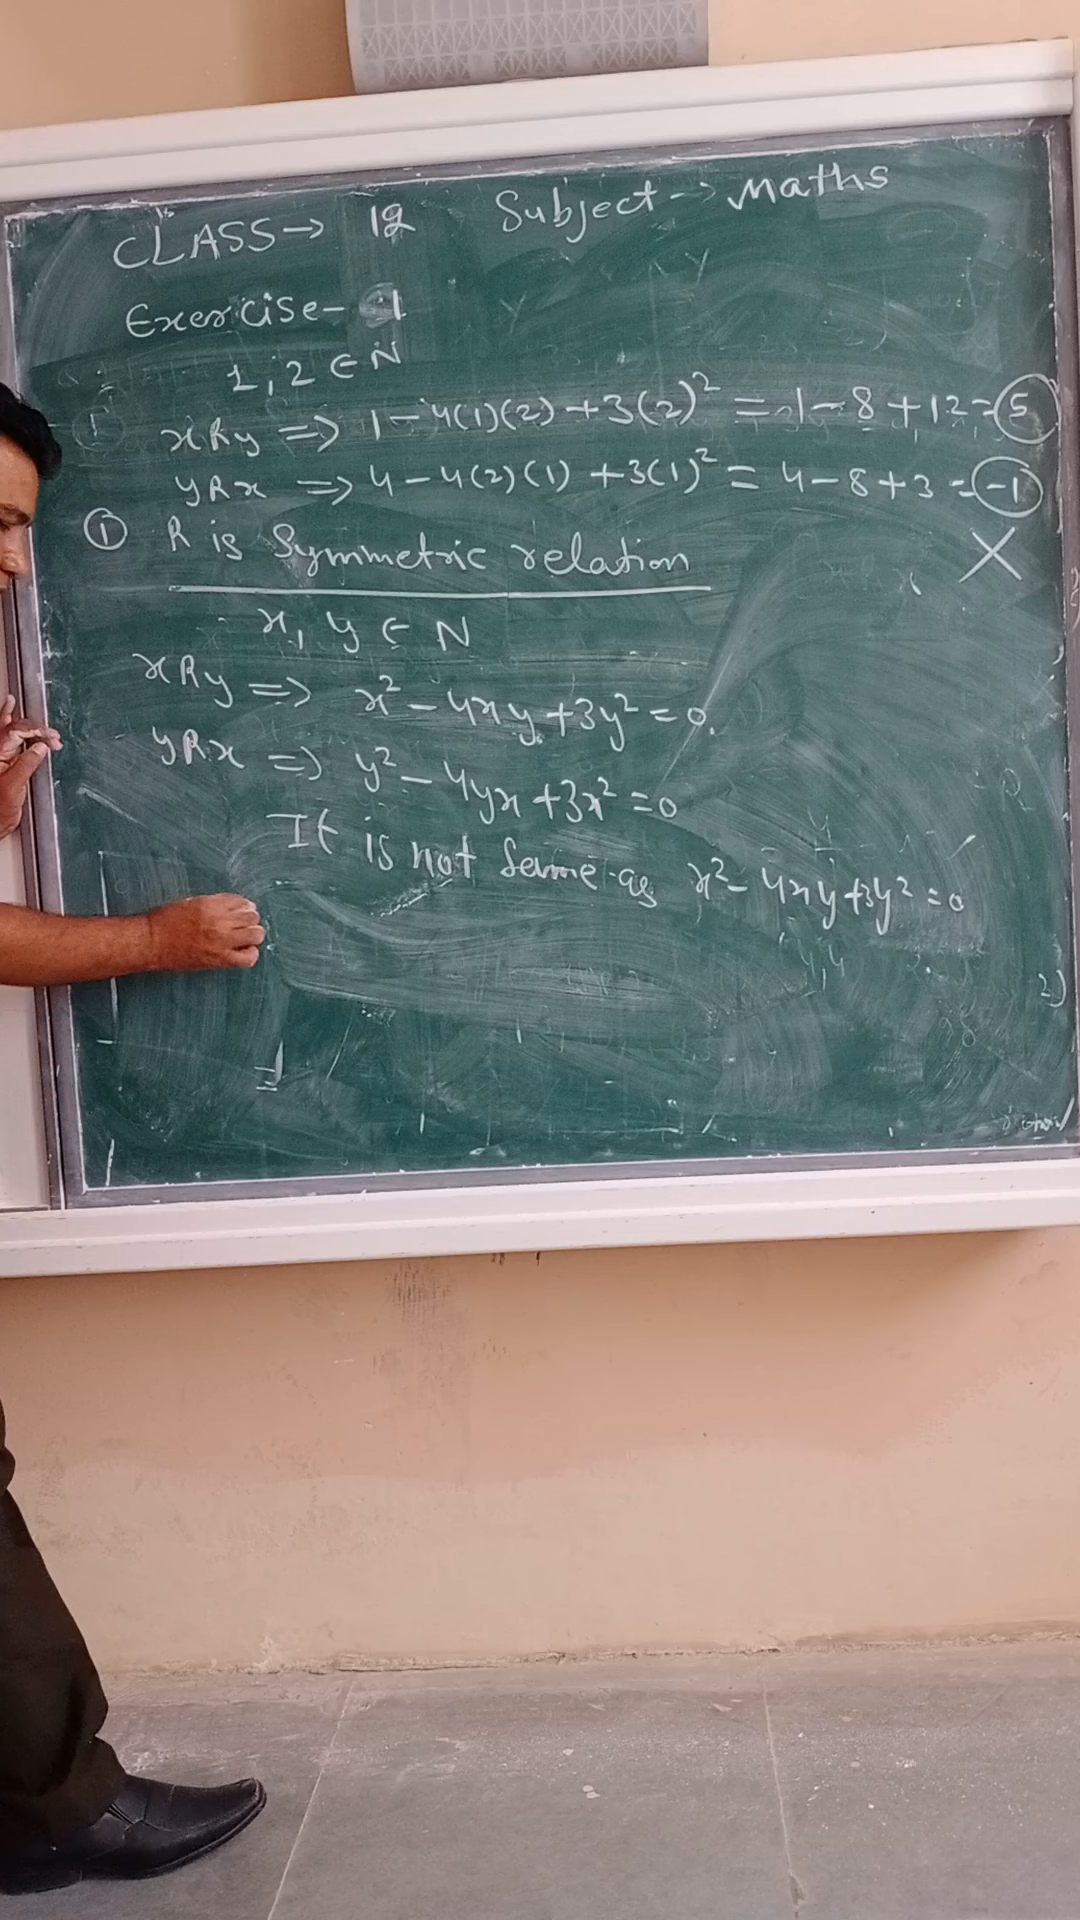 CLASS→ 12 Subject→ Maths
Exercise- 1
1,2 ∈ N
xRy => 1-4(1)(2)+3(2)² = 1-8+12=5
yRx => 4-4(2)(1)+3(1)² = 4-8+3=-1
① R is Symmetric relation X
x, y ∈ N
xRy => x²-4xy+3y²=0.
yRx => y²-4yx+3x²=0
It is not Same as x²-4xy+3y²=0